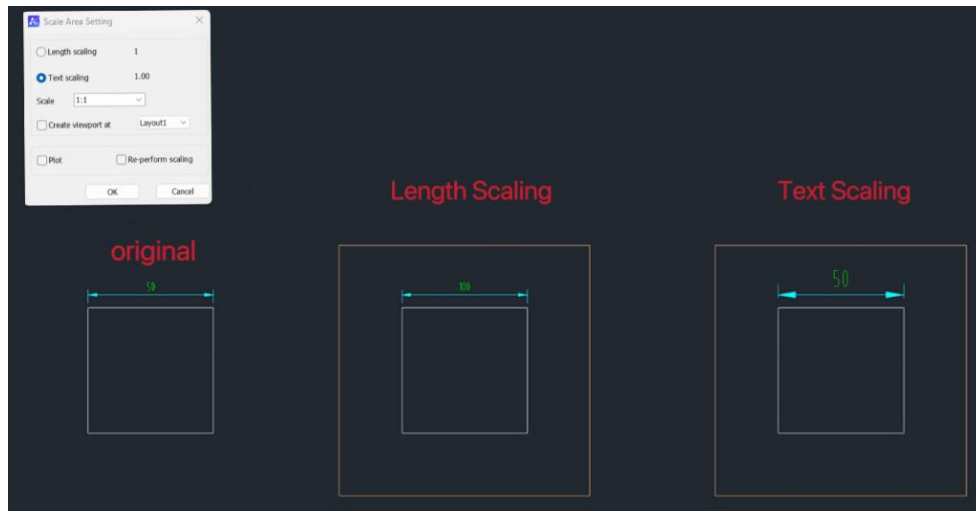 Scale Area Setting
Length scaling 1
Text scaling 1.00
Scale 1:1
Create viewport at Layout1
Plot Re-perform scaling
OK Cancel
Length Scaling Text Scaling
original
50 100 50